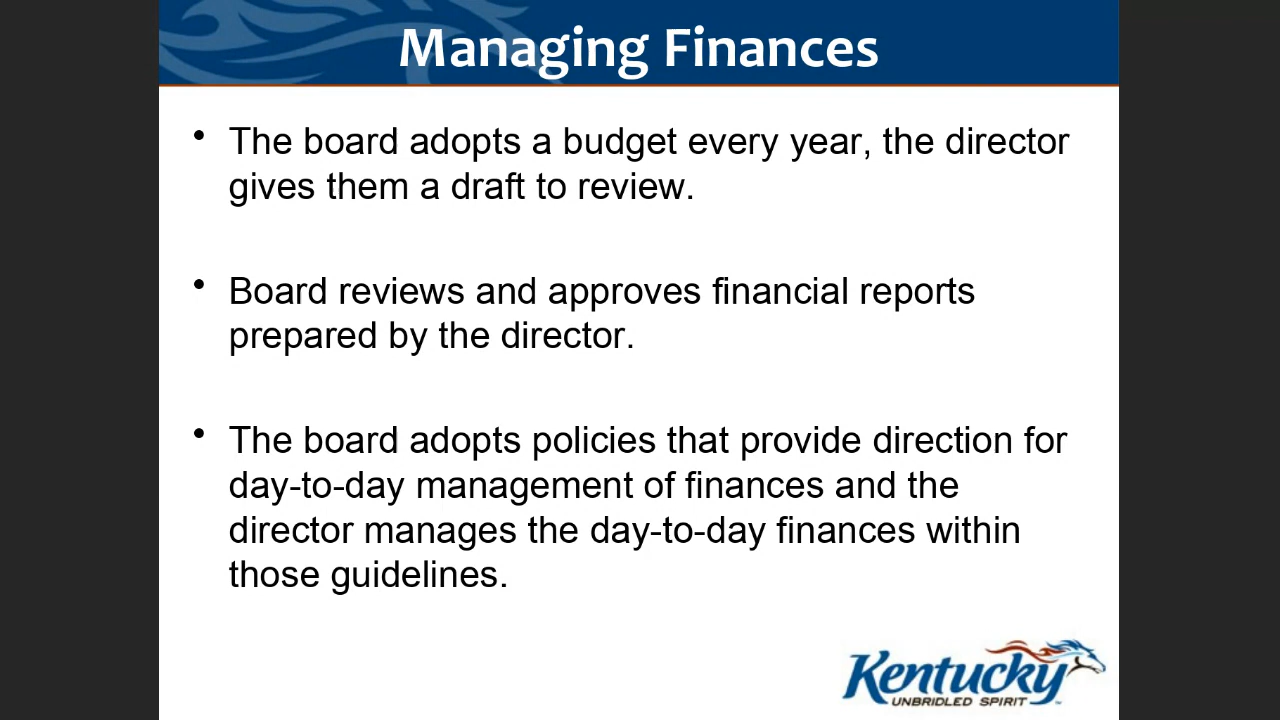 Managing Finances
• The board adopts a budget every year, the director
gives them a draft to review.
• Board reviews and approves financial reports
prepared by the director.
• The board adopts policies that provide direction for
day-to-day management of finances and the
director manages the day-to-day finances within
those guidelines.
Kentucky
UNBRIDLED SPIRIT™